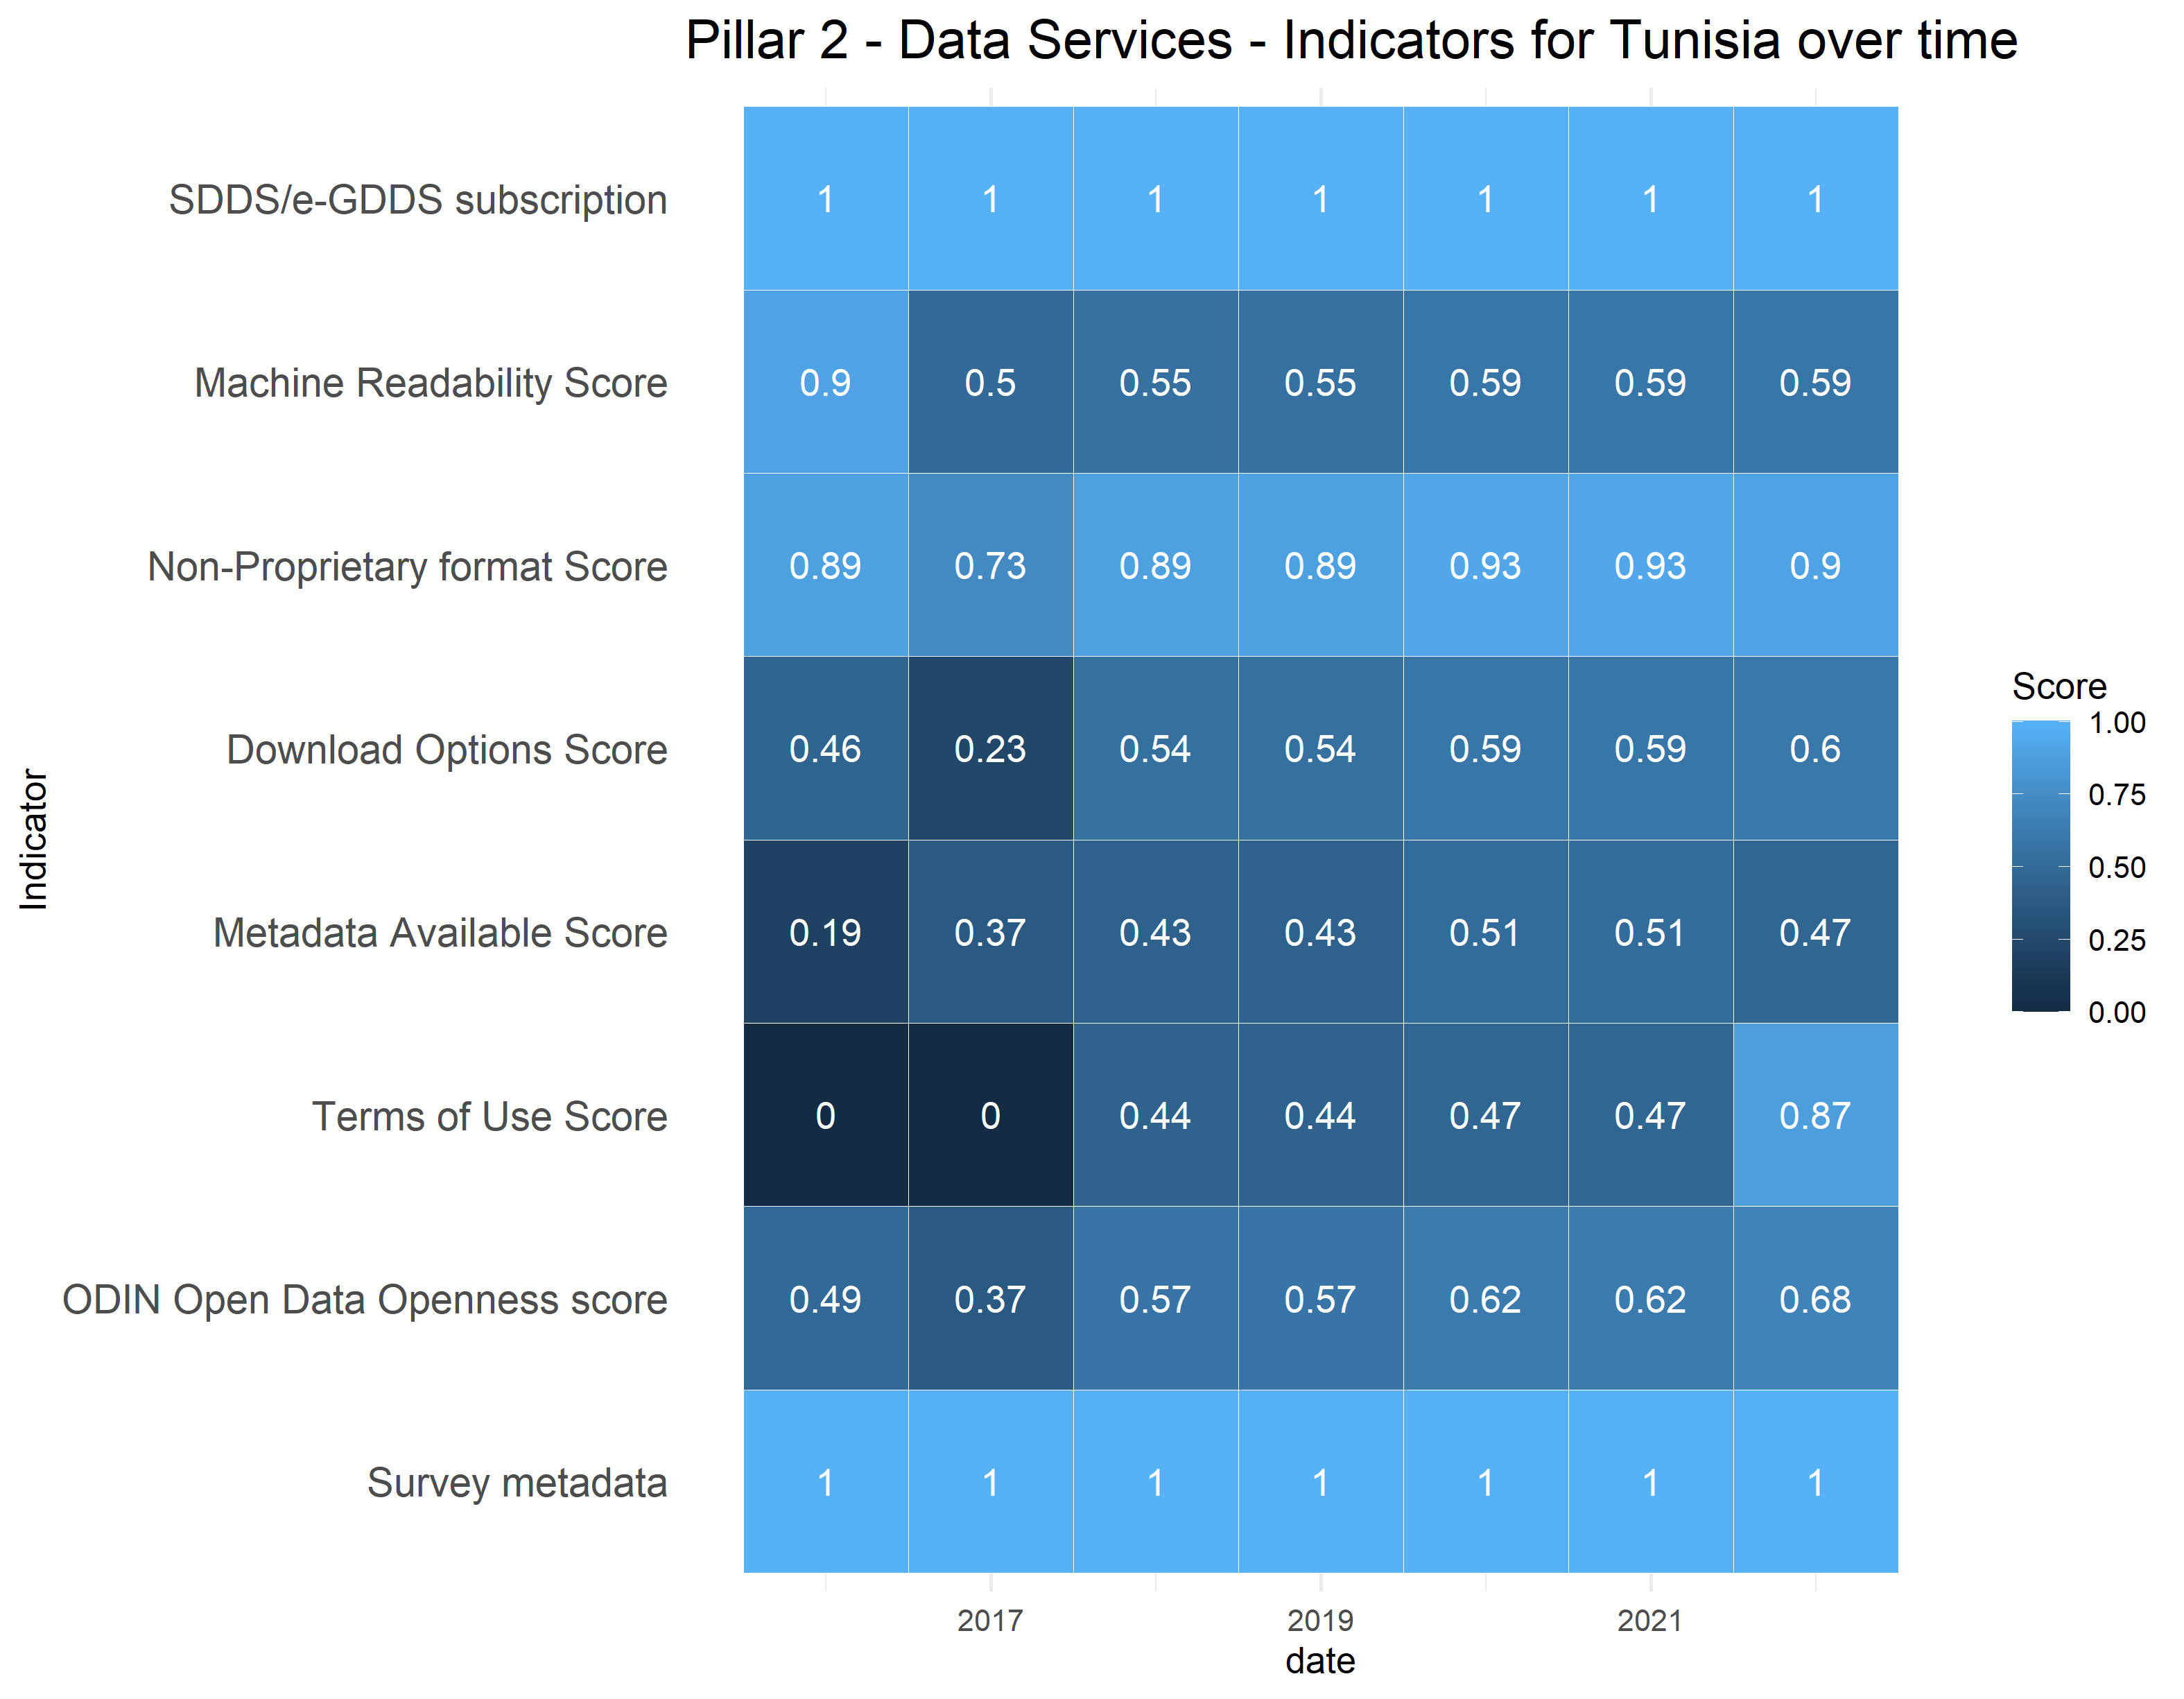 Pillar 2 - Data Services - Indicators for Tunisia over time
SDDS/e-GDDS subscription 1 1 1 1 1 1 1
Machine Readability Score 0.9 0.5 0.55 0.55 0.59 0.59 0.59
Non-Proprietary format Score 0.89 0.73 0.89 0.89 0.93 0.93 0.9
Download Options Score 0.46 0.23 0.54 0.54 0.59 0.59 0.6
Metadata Available Score 0.19 0.37 0.43 0.43 0.51 0.51 0.47
Terms of Use Score 0 0 0.44 0.44 0.47 0.47 0.87
ODIN Open Data Openness score 0.49 0.37 0.57 0.57 0.62 0.62 0.68
Survey metadata 1 1 1 1 1 1 1
Indicator
2017 2019 2021
date
Score
1.00
0.75
0.50
0.25
0.00